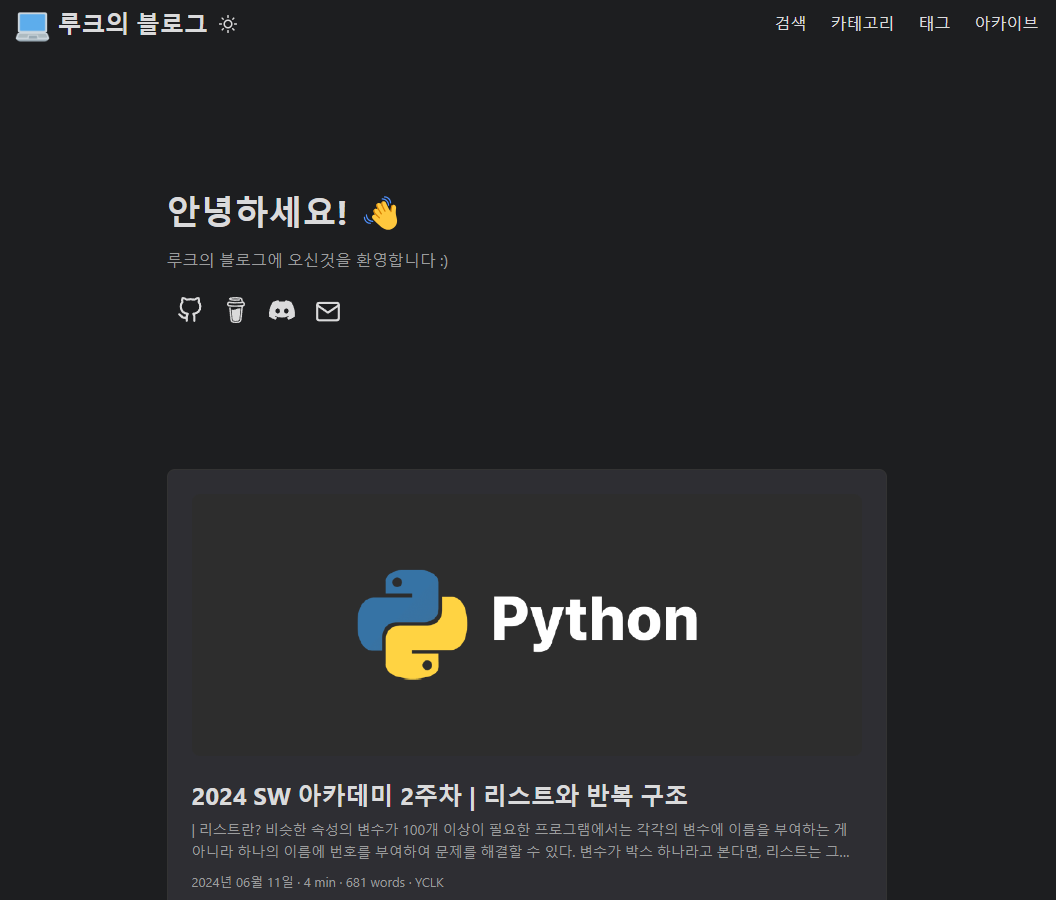 루크의 블로그
검색 카테고리 태그 아카이브
안녕하세요!
루크의 블로그에 오신것을 환영합니다 :)
Python
2024 SW 아카데미 2주차 | 리스트와 반복 구조
| 리스트란? 비슷한 속성의 변수가 100개 이상이 필요한 프로그램에서는 각각의 변수에 이름을 부여하는 게
아니라 하나의 이름에 번호를 부여하여 문제를 해결할 수 있다. 변수가 박스 하나라고 본다면, 리스트는 그...
2024년 06월 11일 · 4 min · 681 words · YCLK